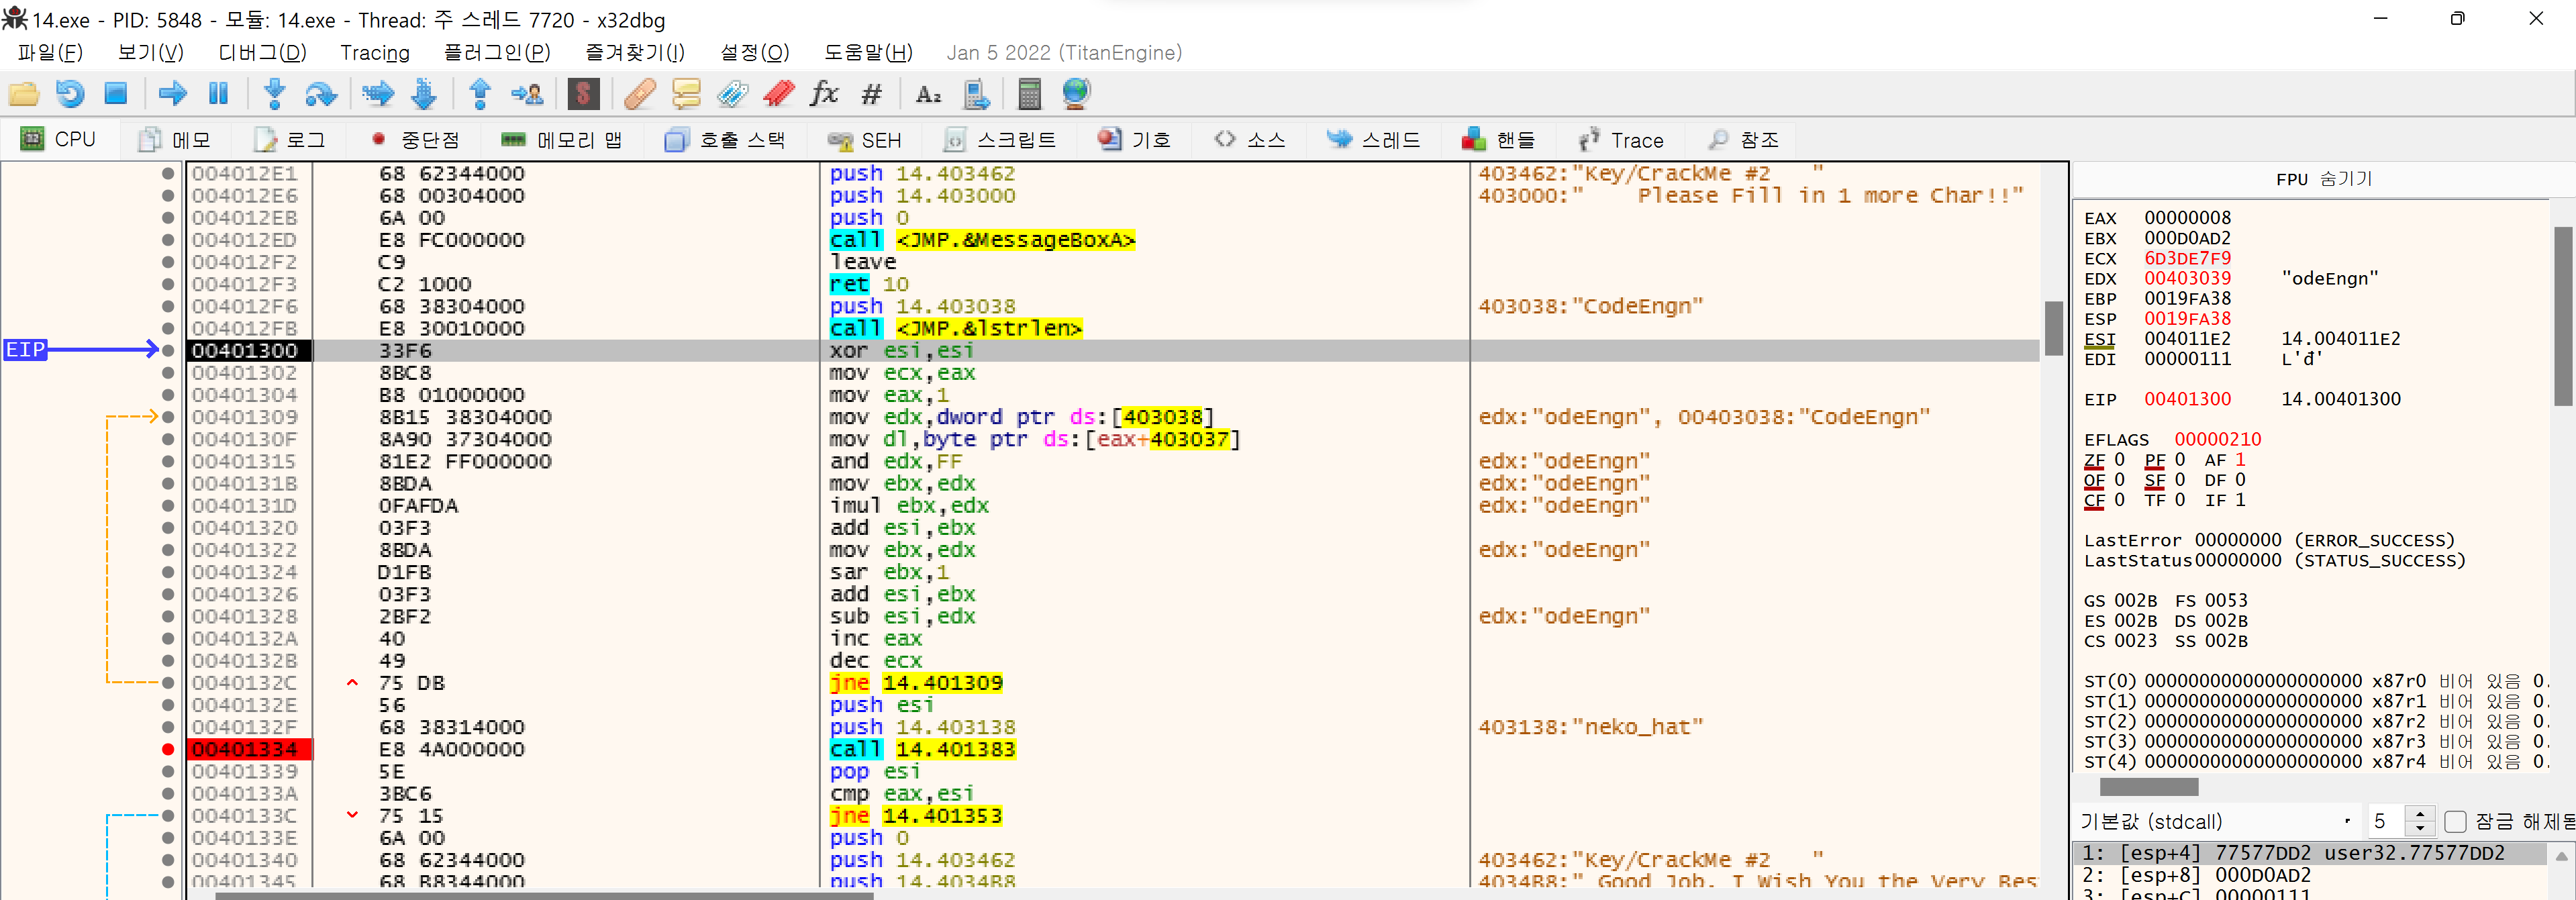 14.exe - PID: 5848 - 모듈: 14.exe - Thread: 주 스레드 7720 - x32dbg
파일(F) 보기(V) 디버그(D) Tracing 플러그인(P) 즐겨찾기(I) 설정(O) 도움말(H) Jan 5 2022 (TitanEngine)
CPU 메모 로그 중단점 메모리 맵 호출 스택 SEH 스크립트 기호 소스 스레드 핸들 Trace 참조
004012E1 68 62344000 push 14.403462 403462:"Key/CrackMe #2   "
004012E6 68 00304000 push 14.403000 403000:"    Please Fill in 1 more Char!!"
004012EB 6A 00 push 0
004012ED E8 FC000000 call <JMP.&MessageBoxA>
004012F2 C9 leave
004012F3 C2 1000 ret 10
004012F6 68 38304000 push 14.403038 403038:"CodeEngn"
004012FB E8 30010000 call <JMP.&lstrlen>
EIP 00401300 33F6 xor esi,esi
00401302 8BC8 mov ecx,eax
00401304 B8 01000000 mov eax,1
00401309 8B15 38304000 mov edx,dword ptr ds:[403038] edx:"odeEngn", 00403038:"CodeEngn"
0040130F 8A90 37304000 mov dl,byte ptr ds:[eax+403037]
00401315 81E2 FF000000 and edx,FF edx:"odeEngn"
0040131B 8BDA mov ebx,edx edx:"odeEngn"
0040131D 0FAFDA imul ebx,edx edx:"odeEngn"
00401320 03F3 add esi,ebx
00401322 8BDA mov ebx,edx edx:"odeEngn"
00401324 D1FB sar ebx,1
00401326 03F3 add esi,ebx
00401328 2BF2 sub esi,edx edx:"odeEngn"
0040132A 40 inc eax
0040132B 49 dec ecx
0040132C 75 DB jne 14.401309
0040132E 56 push esi
0040132F 68 38314000 push 14.403138 403138:"neko_hat"
00401334 E8 4A000000 call 14.401383
00401339 5E pop esi
0040133A 3BC6 cmp eax,esi
0040133C 75 15 jne 14.401353
0040133E 6A 00 push 0
00401340 68 62344000 push 14.403462 403462:"Key/CrackMe #2   "
00401345 68 B8344000 push 14.4034B8 4034B8:" Good Job, I Wish You the Very Bes
FPU 숨기기
EAX 00000008
EBX 000D0AD2
ECX 6D3DE7F9
EDX 00403039 "odeEngn"
EBP 0019FA38
ESP 0019FA38
ESI 004011E2 14.004011E2
EDI 00000111 L'đ'
EIP 00401300 14.00401300
EFLAGS 00000210
ZF 0 PF 0 AF 1
OF 0 SF 0 DF 0
CF 0 TF 0 IF 1
LastError 00000000 (ERROR_SUCCESS)
LastStatus 00000000 (STATUS_SUCCESS)
GS 002B FS 0053
ES 002B DS 002B
CS 0023 SS 002B
ST(0) 00000000000000000000 x87r0 비어 있음 0.
ST(1) 00000000000000000000 x87r1 비어 있음 0.
ST(2) 00000000000000000000 x87r2 비어 있음 0.
ST(3) 00000000000000000000 x87r3 비어 있음 0.
ST(4) 00000000000000000000 x87r4 비어 있음 0.
기본값 (stdcall) 5 잠금 해제됨
1: [esp+4] 77577DD2 user32.77577DD2
2: [esp+8] 000D0AD2
3: [esp+C] 00000111